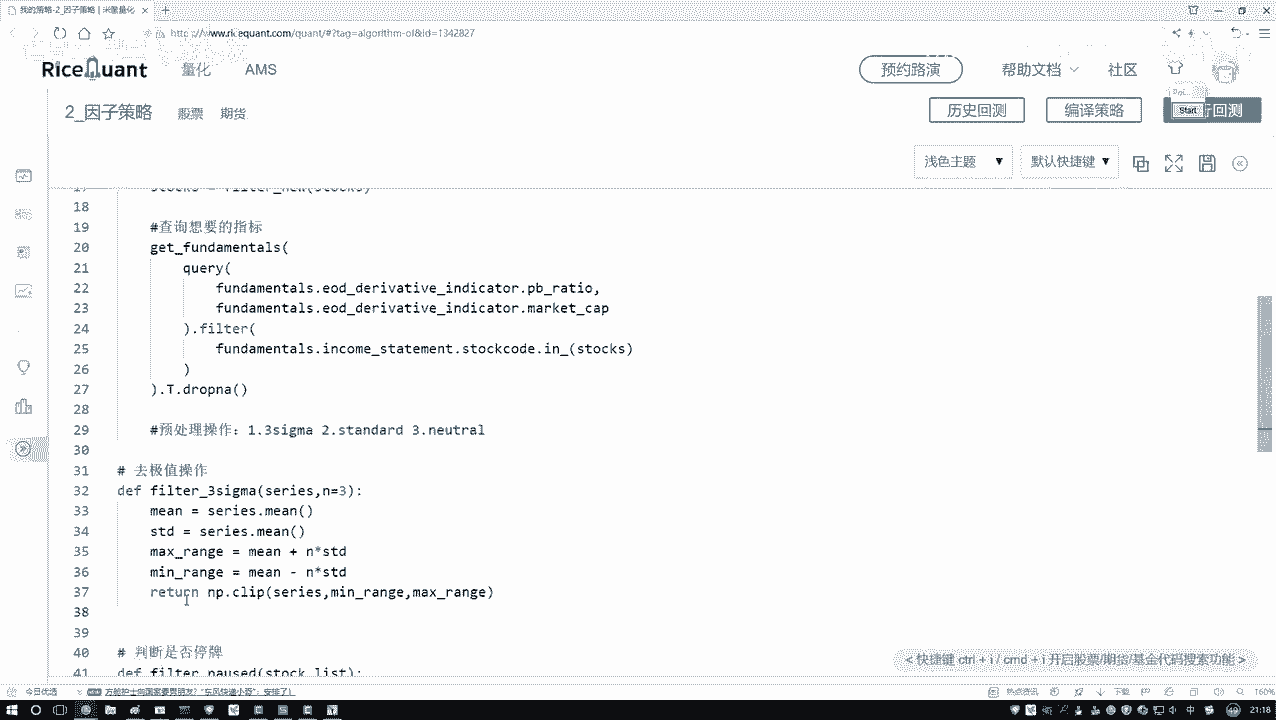 我的策略-2_因子策略 | 米筐量化
www.ricequant.com/quant/#?tag=algorithm-of&id=1342827
RiceQuant 量化 AMS 预约路演 帮助文档 社区
2_因子策略 股票 期货 历史回测 编译策略 Start 行回测
浅色主题 ▼ 默认快捷键 ▼
17 stocks = filter_new(stocks)
18
19 #查询想要的指标
20 get_fundamentals(
21 query(
22 fundamentals.eod_derivative_indicator.pb_ratio,
23 fundamentals.eod_derivative_indicator.market_cap
24 ).filter(
25 fundamentals.income_statement.stockcode.in_(stocks)
26 )
27 ).T.dropna()
28
29 #预处理操作：1.3sigma 2.standard 3.neutral
30
31 # 去极值操作
32 def filter_3sigma(series,n=3):
33 mean = series.mean()
34 std = series.mean()
35 max_range = mean + n*std
36 min_range = mean - n*std
37 return np.clip(series,min_range,max_range)
38
39
40 # 判断是否停牌
41 def filter_paused(stock_list):
<快捷键 ctrl + i / cmd + i 开启股票/期货/基金代码搜索功能 >
今日优选
热点资讯 下载 160%
中 21:18